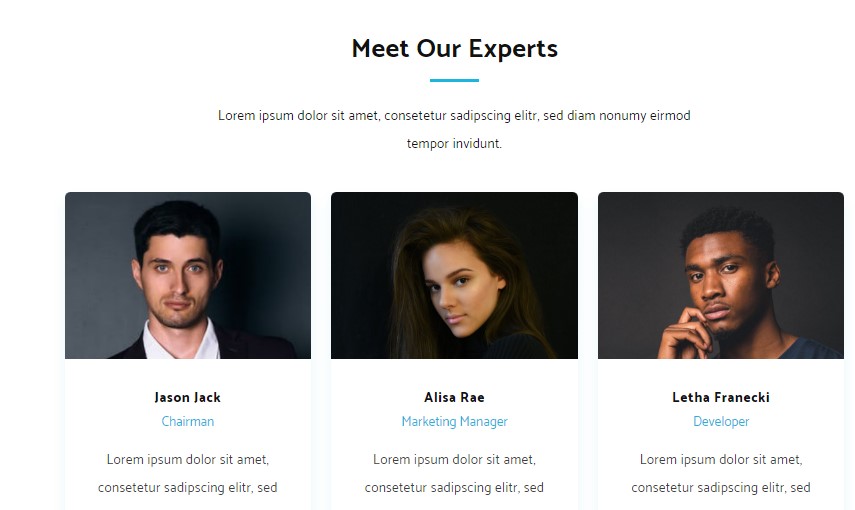 Meet Our Experts
Lorem ipsum dolor sit amet, consetetur sadipscing elitr, sed diam nonumy eirmod
tempor invidunt.
Jason Jack
Chairman
Lorem ipsum dolor sit amet,
consetetur sadipscing elitr, sed
Alisa Rae
Marketing Manager
Lorem ipsum dolor sit amet,
consetetur sadipscing elitr, sed
Letha Franecki
Developer
Lorem ipsum dolor sit amet,
consetetur sadipscing elitr, sed